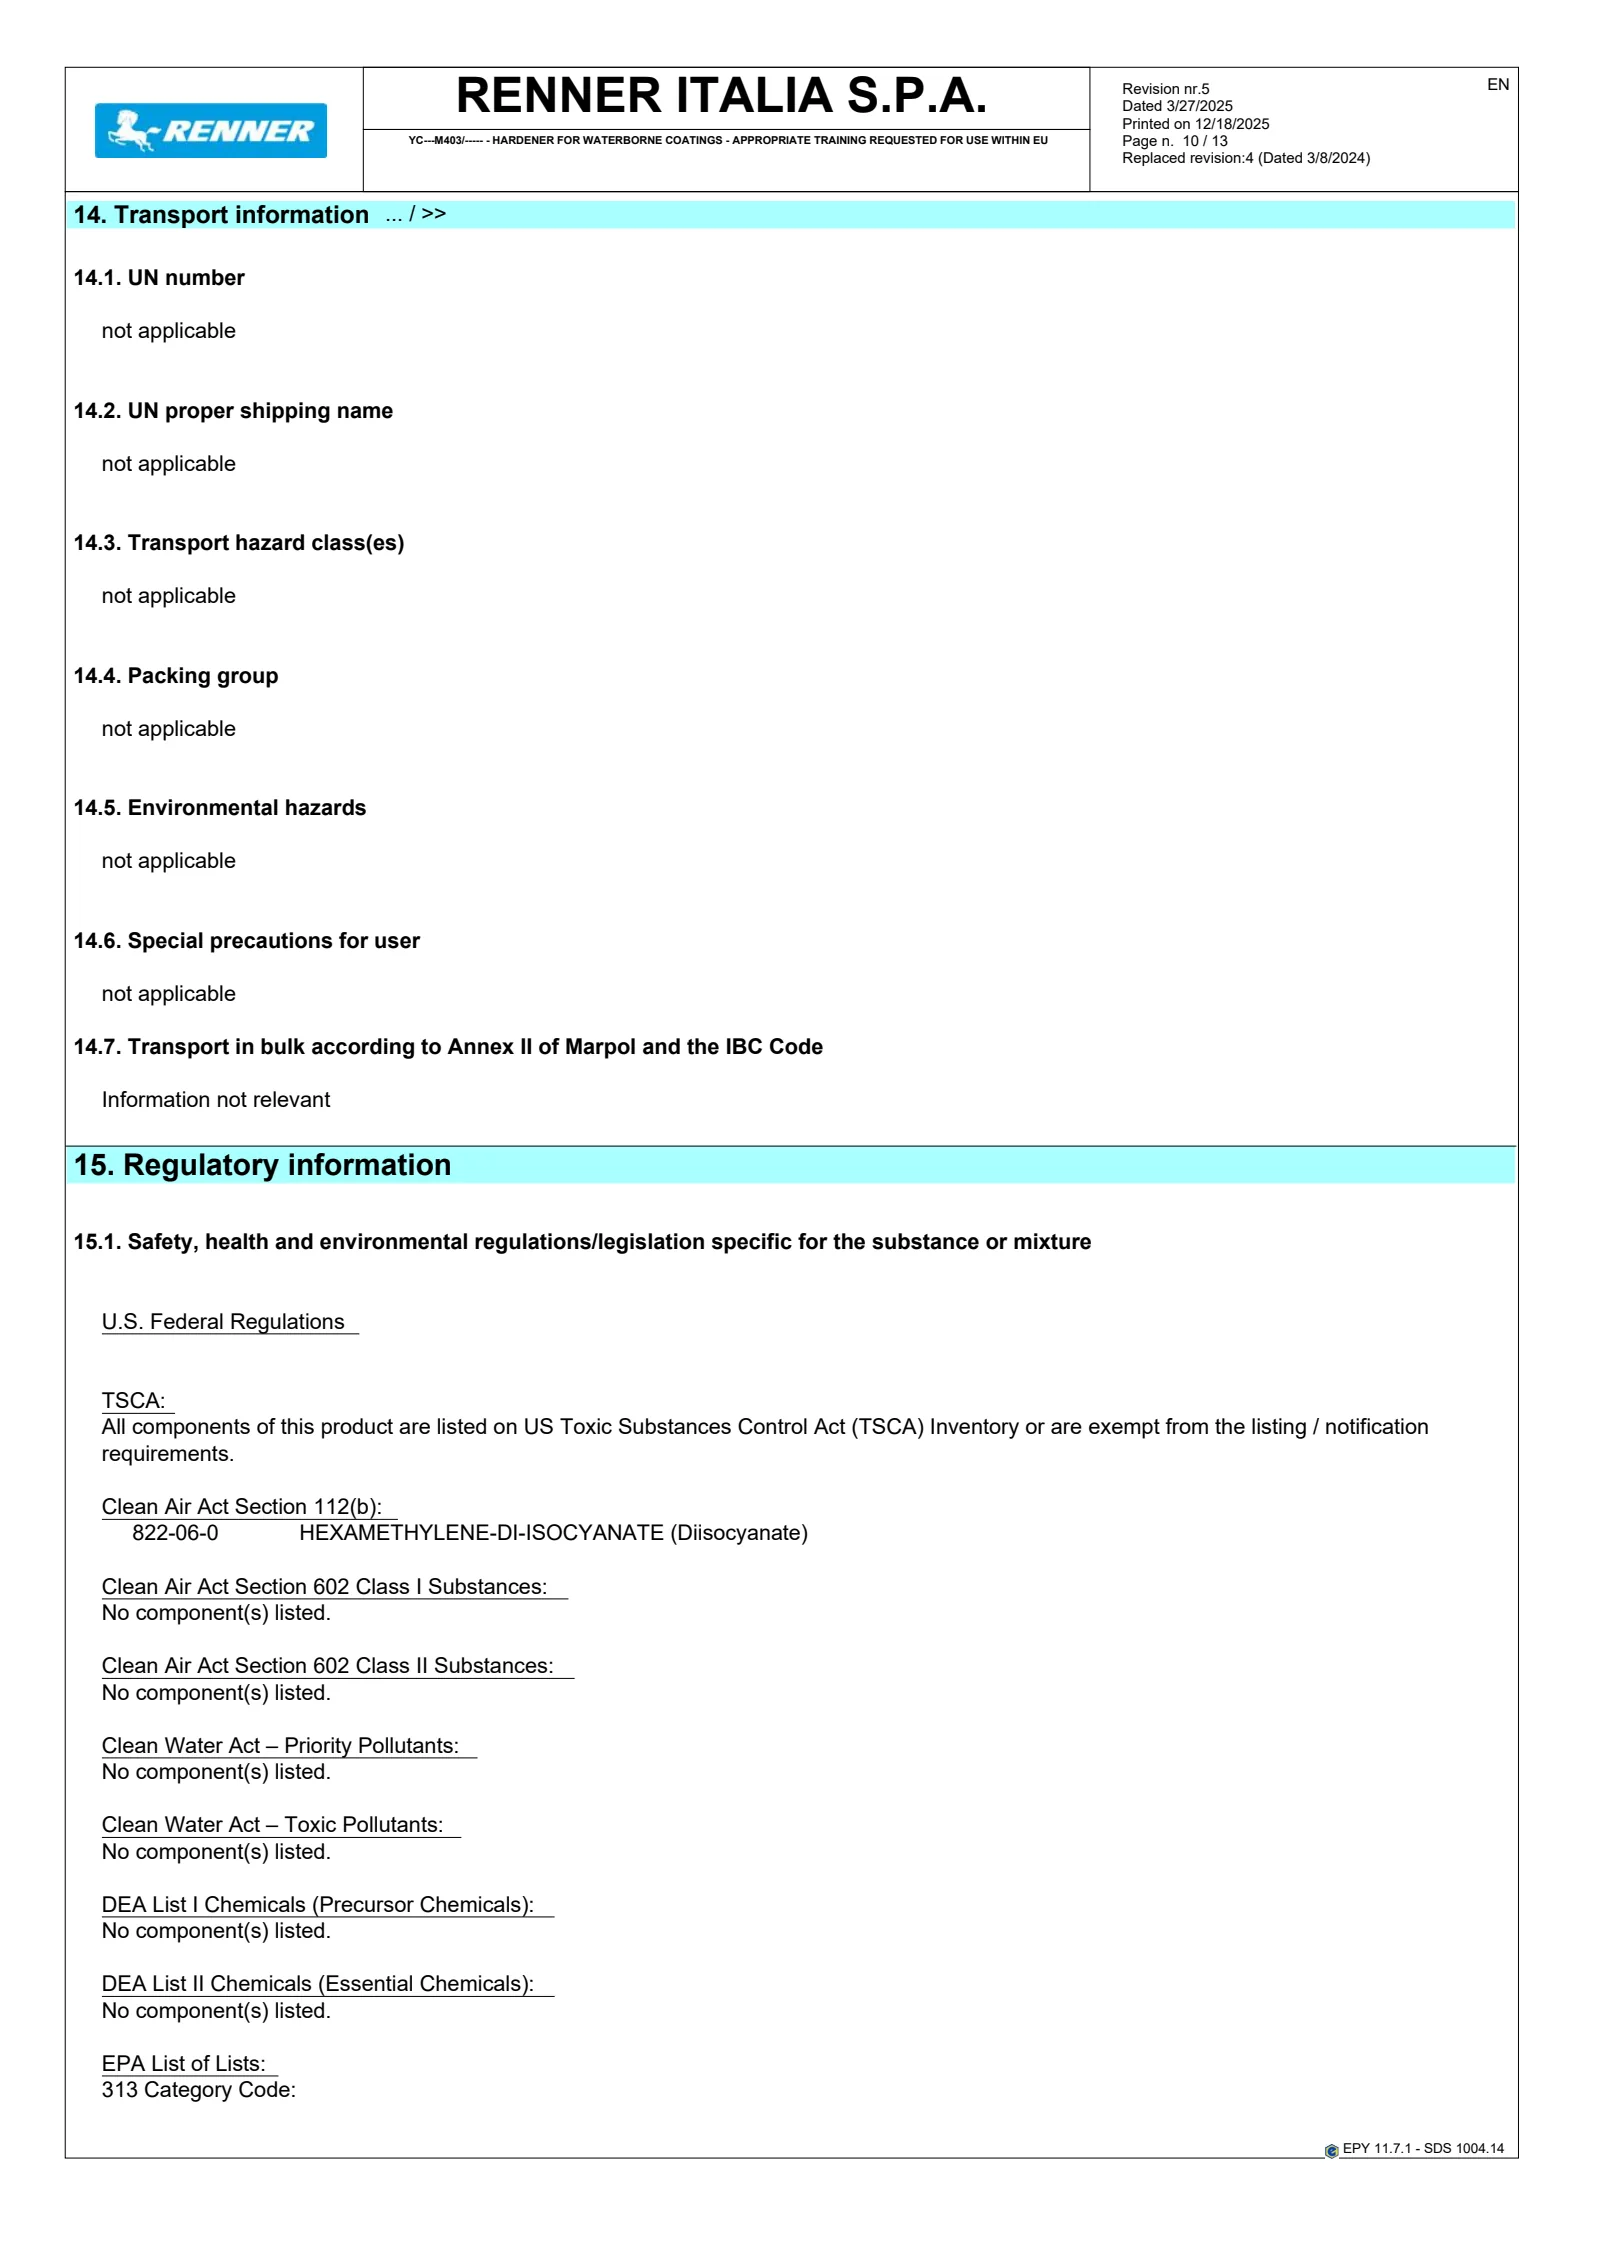 RENNER
RENNER ITALIA S.P.A.
YC---M403/----- - HARDENER FOR WATERBORNE COATINGS - APPROPRIATE TRAINING REQUESTED FOR USE WITHIN EU
Revision nr.5
Dated 3/27/2025
Printed on 12/18/2025
Page n. 10 / 13
Replaced revision:4 (Dated 3/8/2024)
EN
14. Transport information ... / >>
14.1. UN number
not applicable
14.2. UN proper shipping name
not applicable
14.3. Transport hazard class(es)
not applicable
14.4. Packing group
not applicable
14.5. Environmental hazards
not applicable
14.6. Special precautions for user
not applicable
14.7. Transport in bulk according to Annex II of Marpol and the IBC Code
Information not relevant
15. Regulatory information
15.1. Safety, health and environmental regulations/legislation specific for the substance or mixture
U.S. Federal Regulations
TSCA:
All components of this product are listed on US Toxic Substances Control Act (TSCA) Inventory or are exempt from the listing / notification
requirements.
Clean Air Act Section 112(b):
822-06-0 HEXAMETHYLENE-DI-ISOCYANATE (Diisocyanate)
Clean Air Act Section 602 Class I Substances:
No component(s) listed.
Clean Air Act Section 602 Class II Substances:
No component(s) listed.
Clean Water Act – Priority Pollutants:
No component(s) listed.
Clean Water Act – Toxic Pollutants:
No component(s) listed.
DEA List I Chemicals (Precursor Chemicals):
No component(s) listed.
DEA List II Chemicals (Essential Chemicals):
No component(s) listed.
EPA List of Lists:
313 Category Code:
EPY 11.7.1 - SDS 1004.14